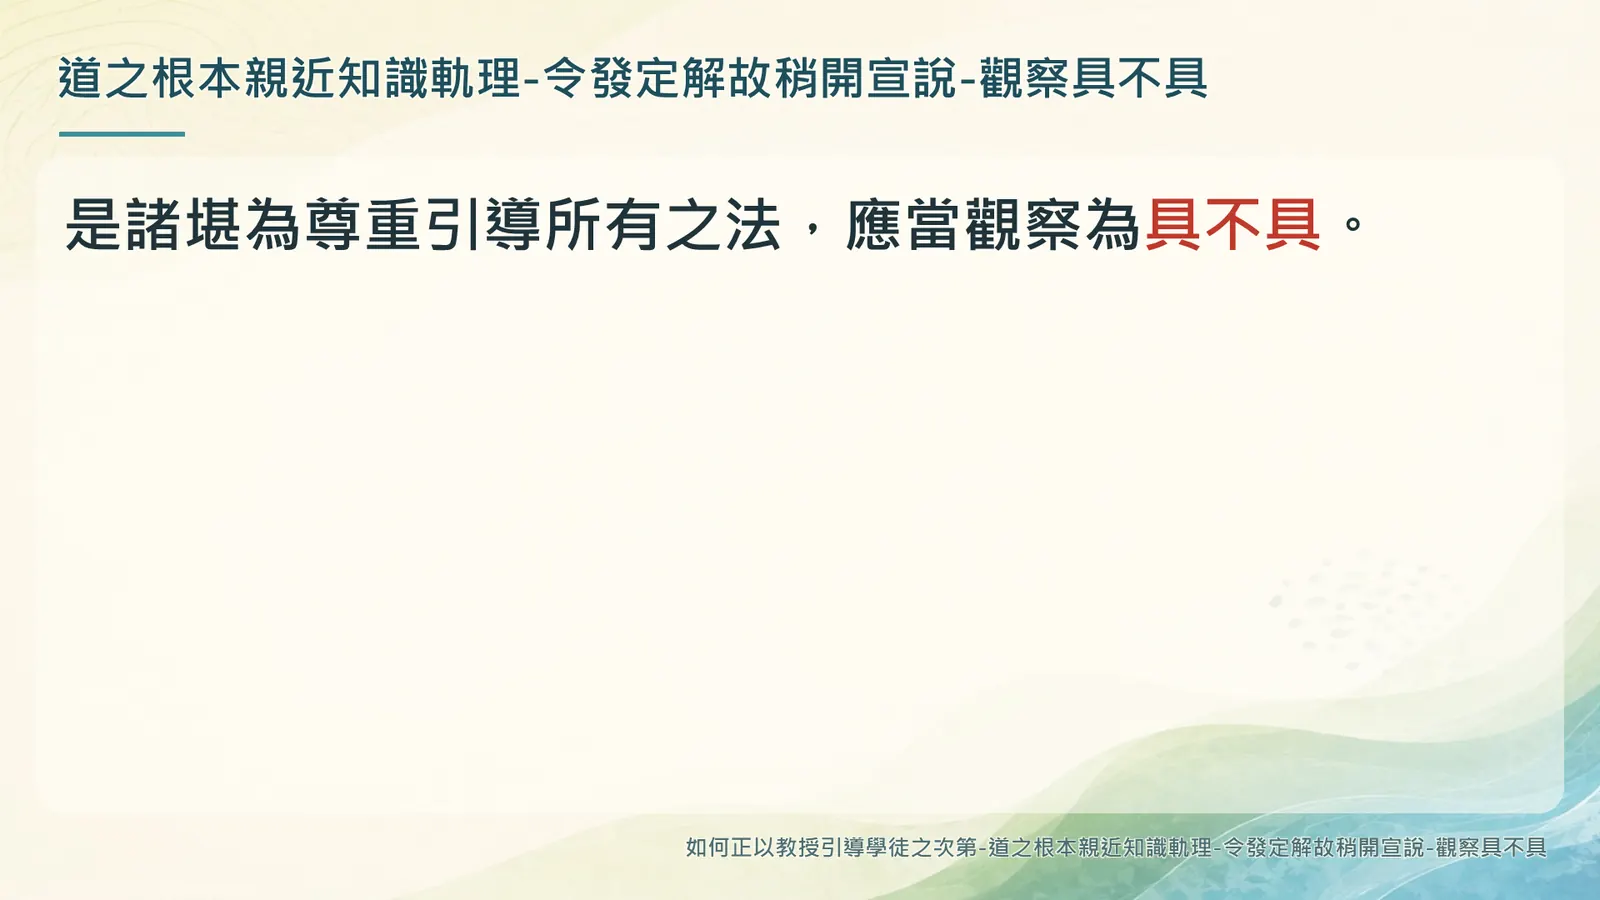 道之根本親近知識軌理-令發定解故稍開宣說-觀察具不具
是諸堪為尊重引導所有之法，應當觀察為具不具。
如何正以教授引導學徒之次第-道之根本親近知識軌理-令發定解故稍開宣說-觀察具不具